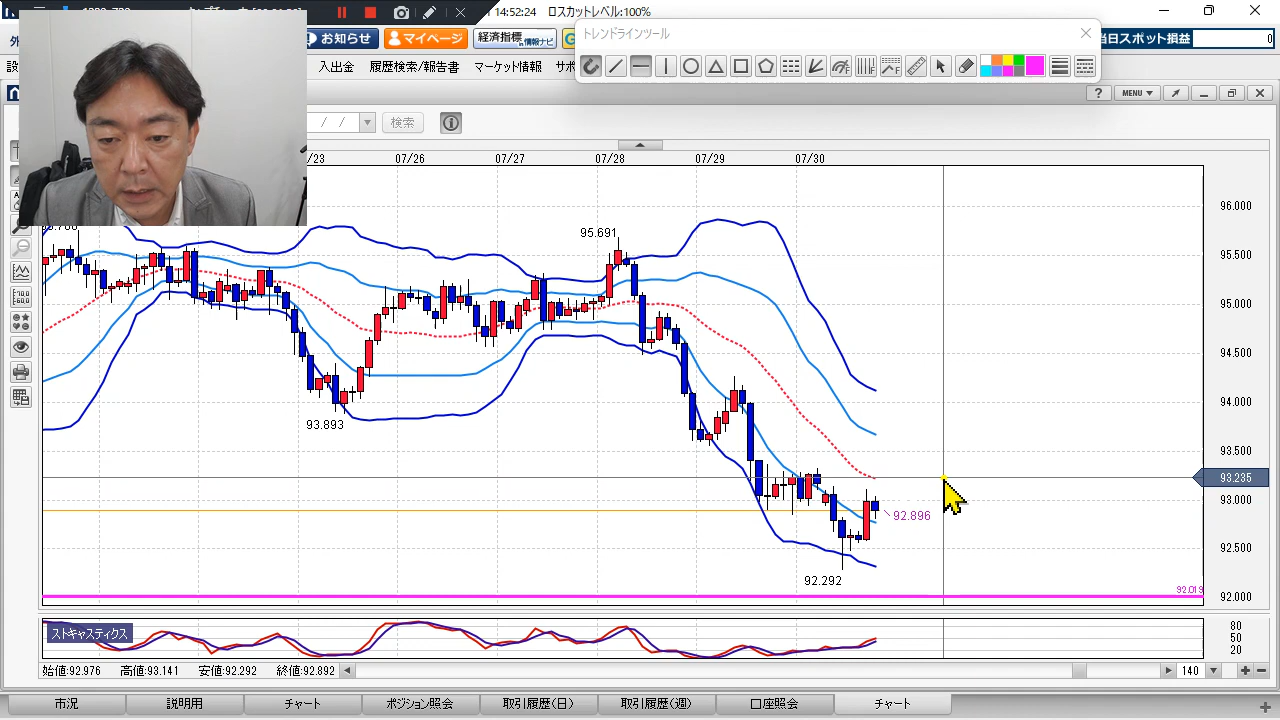 14:52:24 ロスカットレベル:100%
お知らせ
マイページ
経済指標 情報ナビ
当日スポット損益
0
入出金
履歴検索/報告書
マーケット情報
トレンドラインツール
MENU
/ /
検索
07/26
07/27
07/28
07/29
07/30
96.000
95.500
95.000
94.500
94.000
93.500
93.235
93.000
92.500
92.000
95.691
93.893
92.896
92.292
92.019
ストキャスティクス
80
50
20
始値:92.976 高値:93.141 安値:92.292 終値:92.892
140
市況
説明用
チャート
ポジション照会
取引履歴(日)
取引履歴(週)
口座照会
チャート